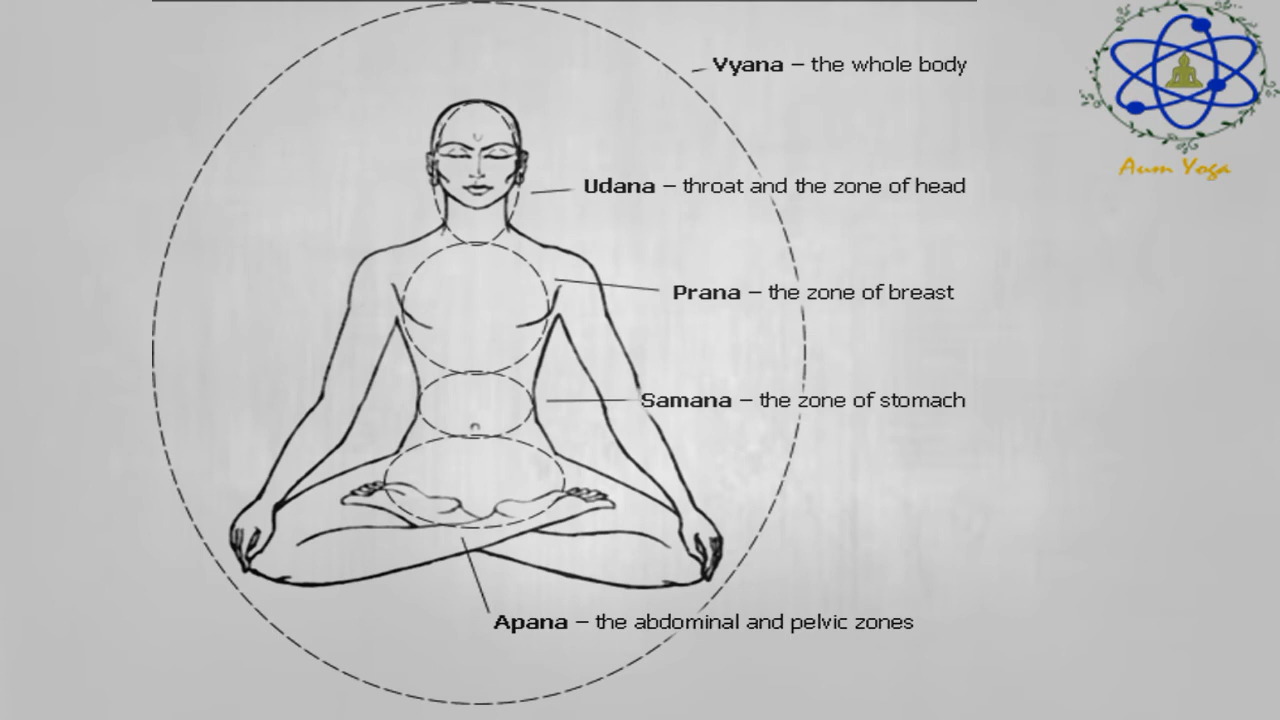 Vyana – the whole body
Aum Yoga
Udana – throat and the zone of head
Prana – the zone of breast
Samana – the zone of stomach
Apana – the abdominal and pelvic zones